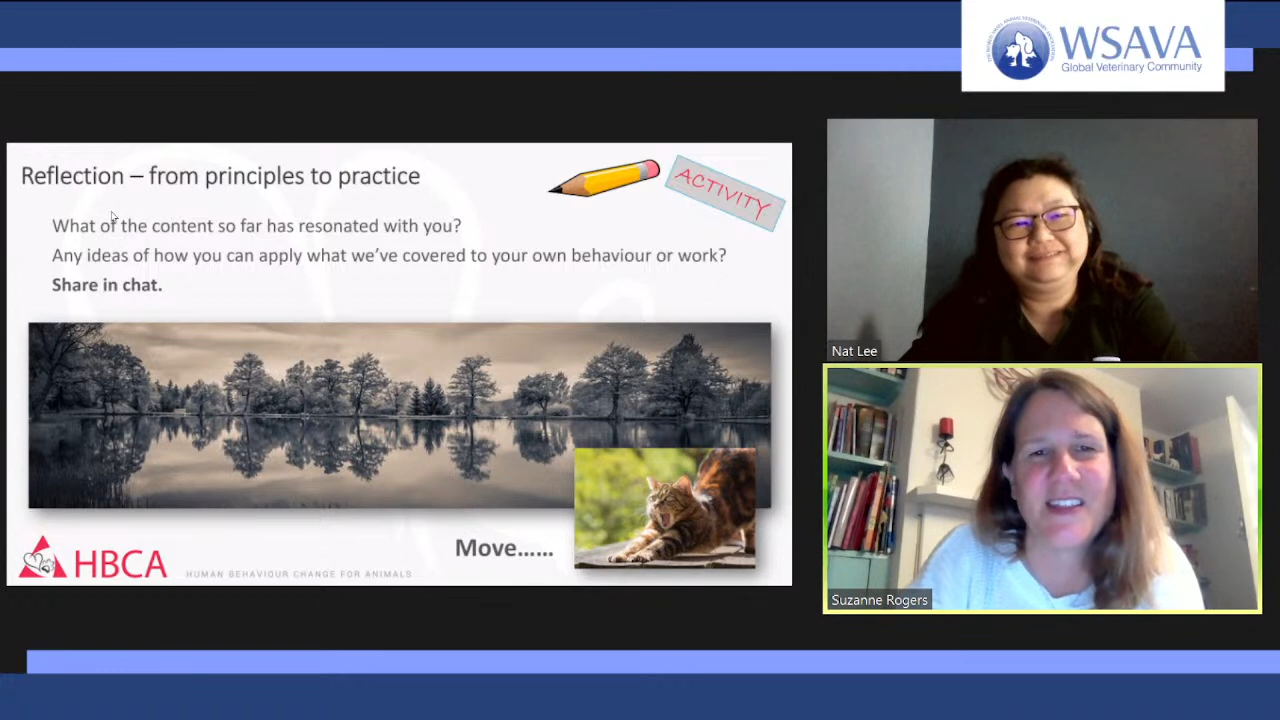 WSAVA
Global Veterinary Community
Reflection – from principles to practice
ACTIVITY
What of the content so far has resonated with you?
Any ideas of how you can apply what we've covered to your own behaviour or work?
Share in chat.
Move......
HBCA
HUMAN BEHAVIOUR CHANGE FOR ANIMALS
Nat Lee
Suzanne Rogers